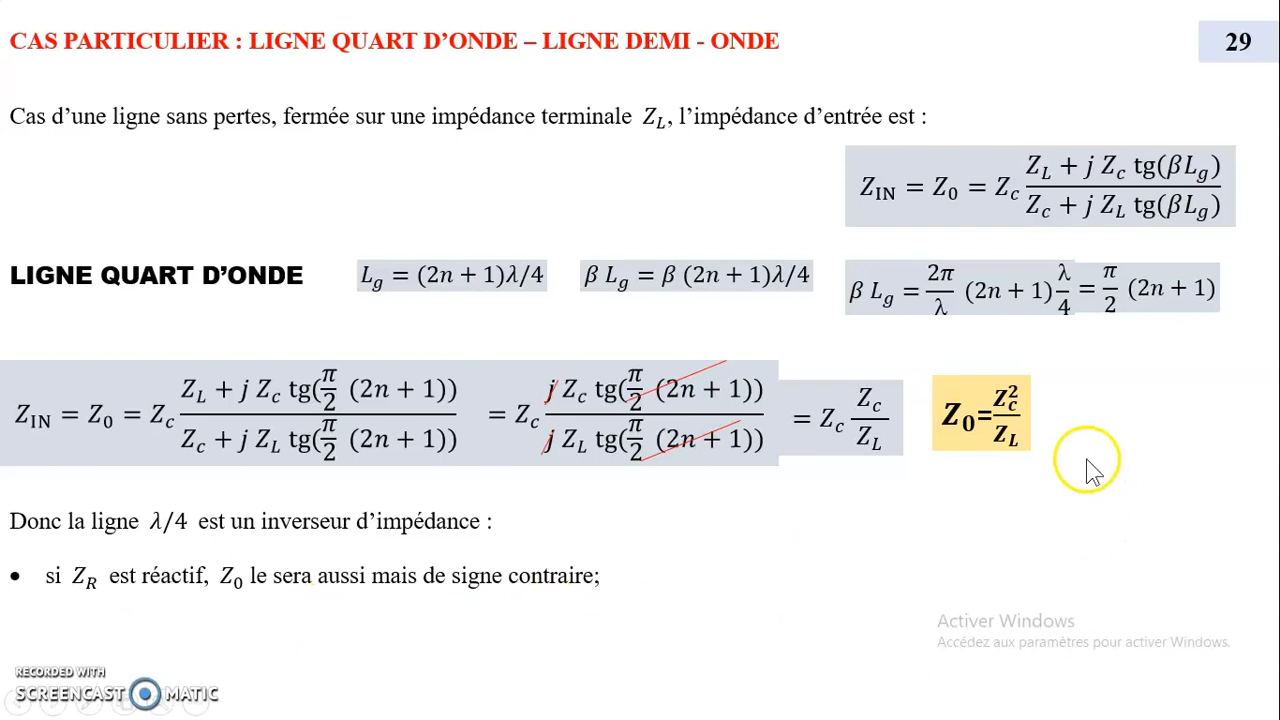 CAS PARTICULIER : LIGNE QUART D’ONDE – LIGNE DEMI - ONDE
29
Cas d’une ligne sans pertes, fermée sur une impédance terminale Z_L, l’impédance d’entrée est :
Z_IN = Z_0 = Z_c (Z_L + j Z_c tg(βL_g)) / (Z_c + j Z_L tg(βL_g))
LIGNE QUART D’ONDE L_g = (2n + 1)λ/4 β L_g = β (2n + 1)λ/4 β L_g = 2π/λ (2n + 1) λ/4 = π/2 (2n + 1)
Z_IN = Z_0 = Z_c (Z_L + j Z_c tg(π/2 (2n + 1))) / (Z_c + j Z_L tg(π/2 (2n + 1))) = Z_c (j Z_c tg(π/2 (2n + 1))) / (j Z_L tg(π/2 (2n + 1))) = Z_c Z_c/Z_L Z_0=Z_c^2/Z_L
Donc la ligne λ/4 est un inverseur d’impédance :
• si Z_R est réactif, Z_0 le sera aussi mais de signe contraire;
Activer Windows
Accédez aux paramètres pour activer Windows.
RECORDED WITH
SCREENCAST MATIC